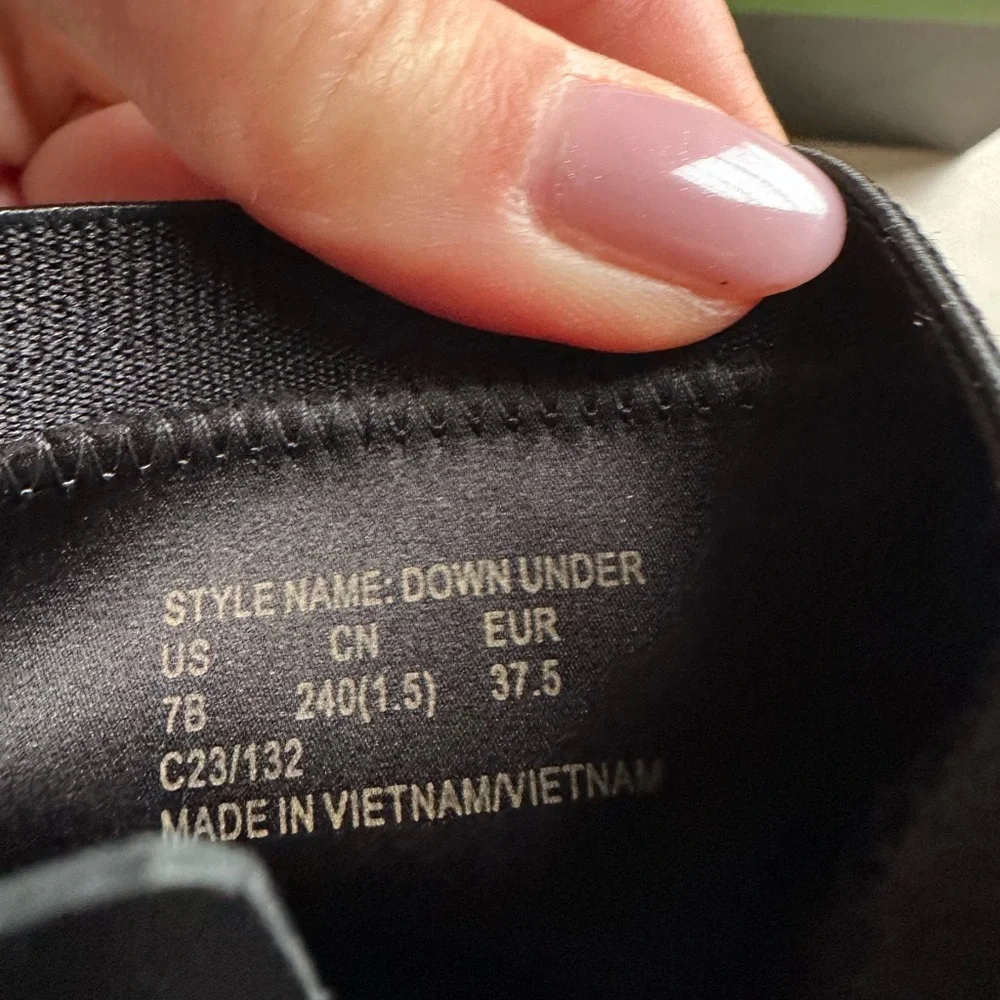 STYLE NAME: DOWN UNDER
US CN EUR
7B 240(1.5) 37.5
C23/132
MADE IN VIETNAM/VIETNAM